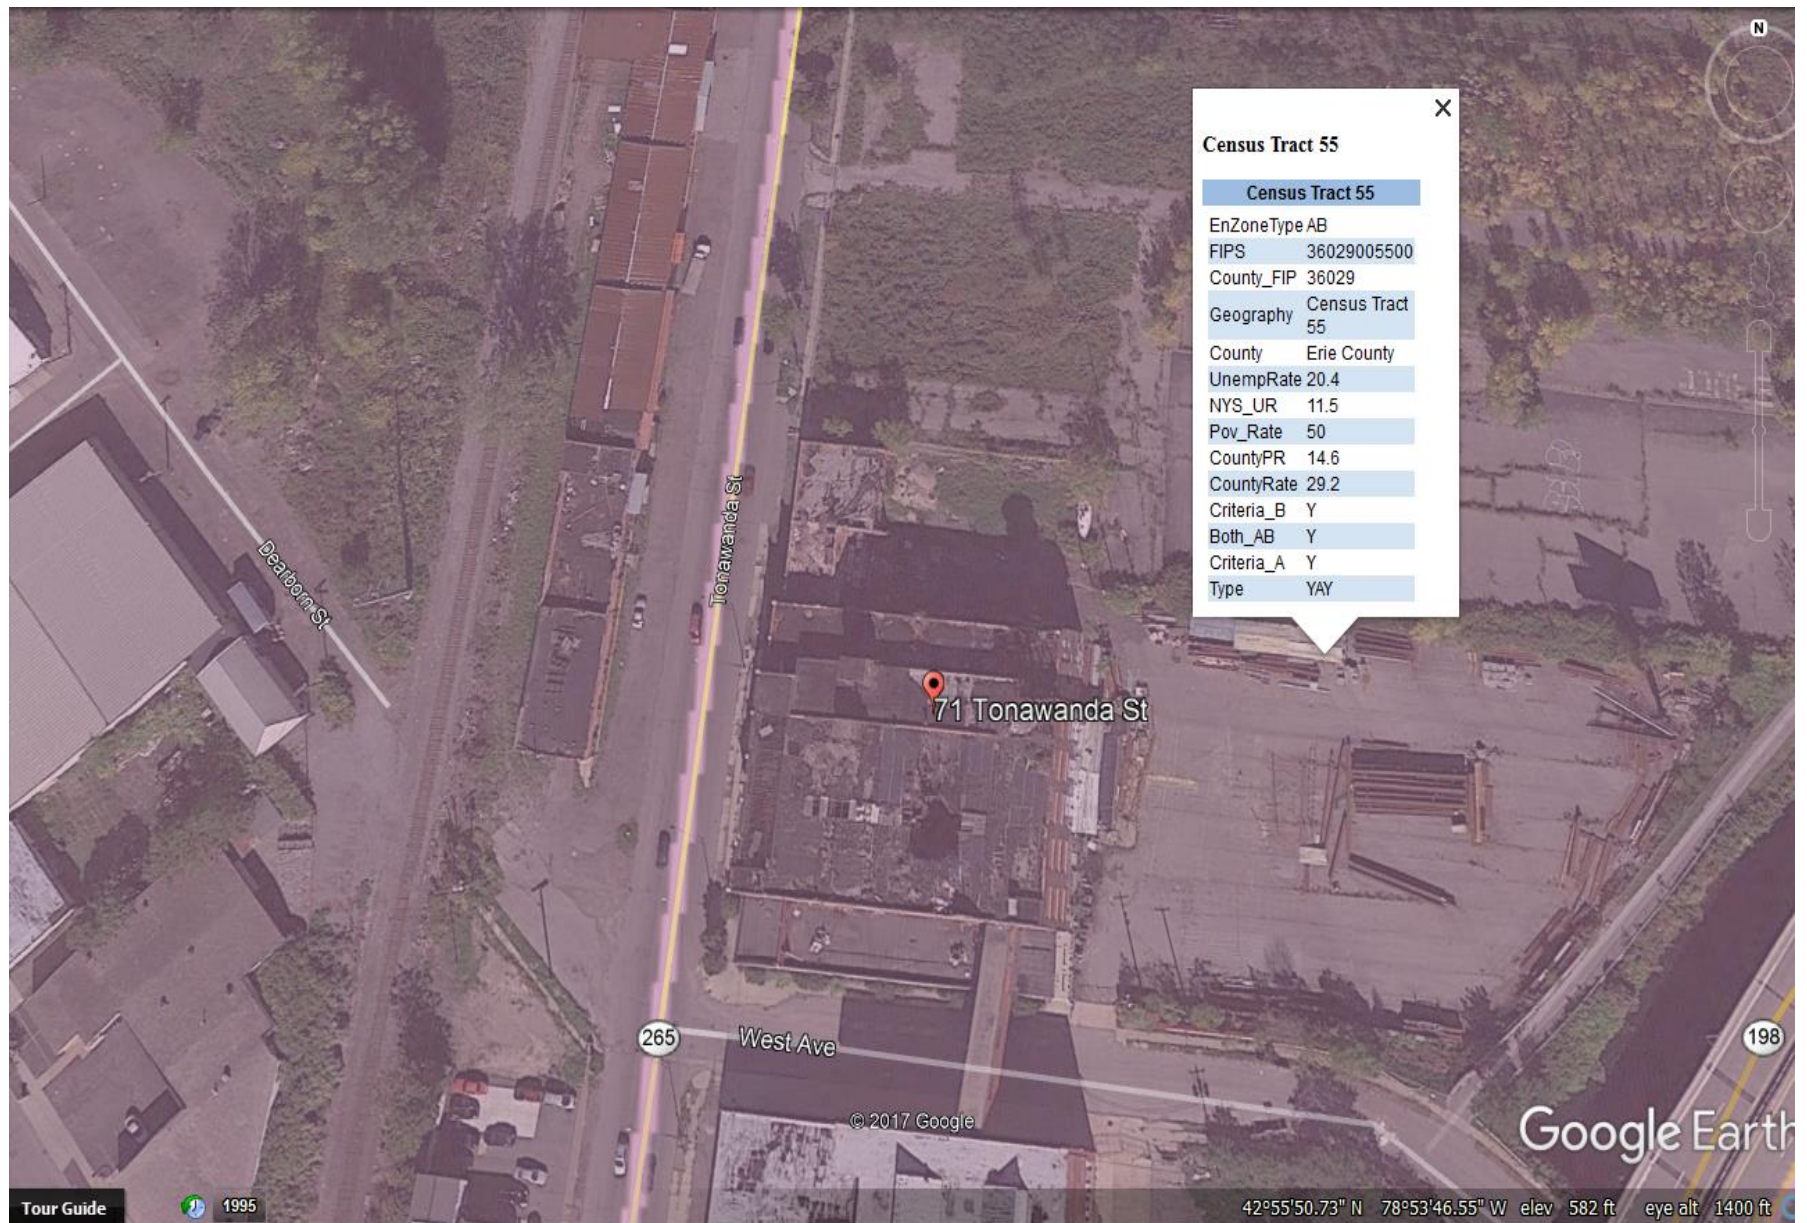 N
Census Tract 55
Census Tract 55
EnZoneType AB
FIPS 36029005500
County_FIP 36029
Geography Census Tract
55
County Erie County
UnempRate 20.4
NYS_UR 11.5
Pov_Rate 50
CountyPR 14.6
CountyRate 29.2
Criteria_B Y
Both_AB Y
Criteria_A Y
Type YAY
Tonawanda St
Dearborn St
71 Tonawanda St
265
West Ave
198
© 2017 Google
Google Earth
Tour Guide
1995
42°55'50.73" N 78°53'46.55" W elev 582 ft eye alt 1400 ft